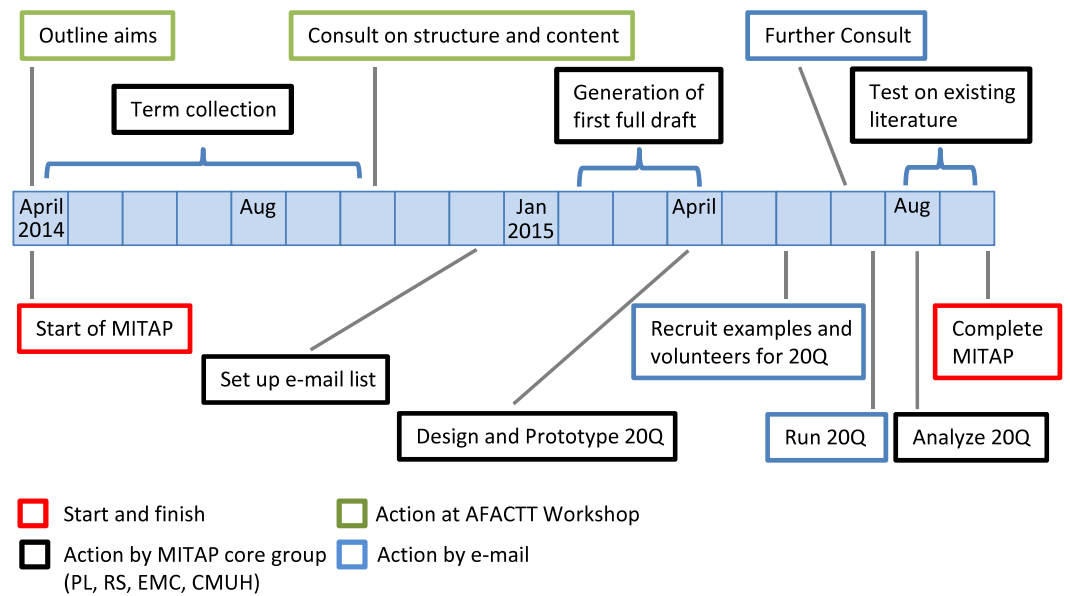 Outline aims
Consult on structure and content
Further Consult
Term collection
Generation of
first full draft
Test on existing
literature
April
2014
Aug
Jan
2015
April
Aug
Start of MITAP
Set up e-mail list
Design and Prototype 20Q
Recruit examples and
volunteers for 20Q
Run 20Q
Analyze 20Q
Complete
MITAP
Start and finish
Action at AFACTT Workshop
Action by MITAP core group
(PL, RS, EMC, CMUH)
Action by e-mail